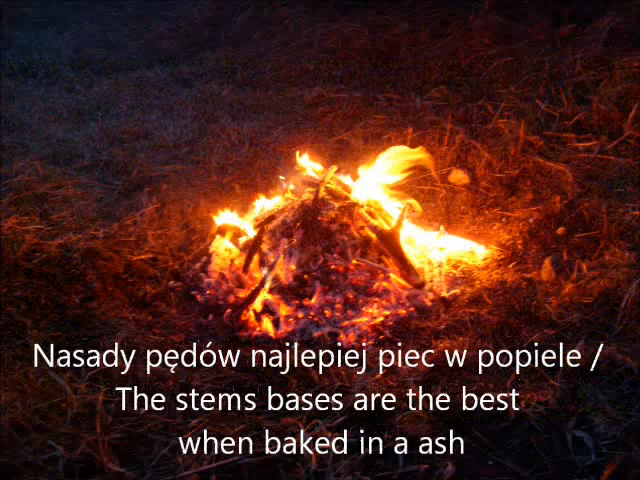 Nasady pędów najlepiej piec w popiele /
The stems bases are the best
when baked in a ash